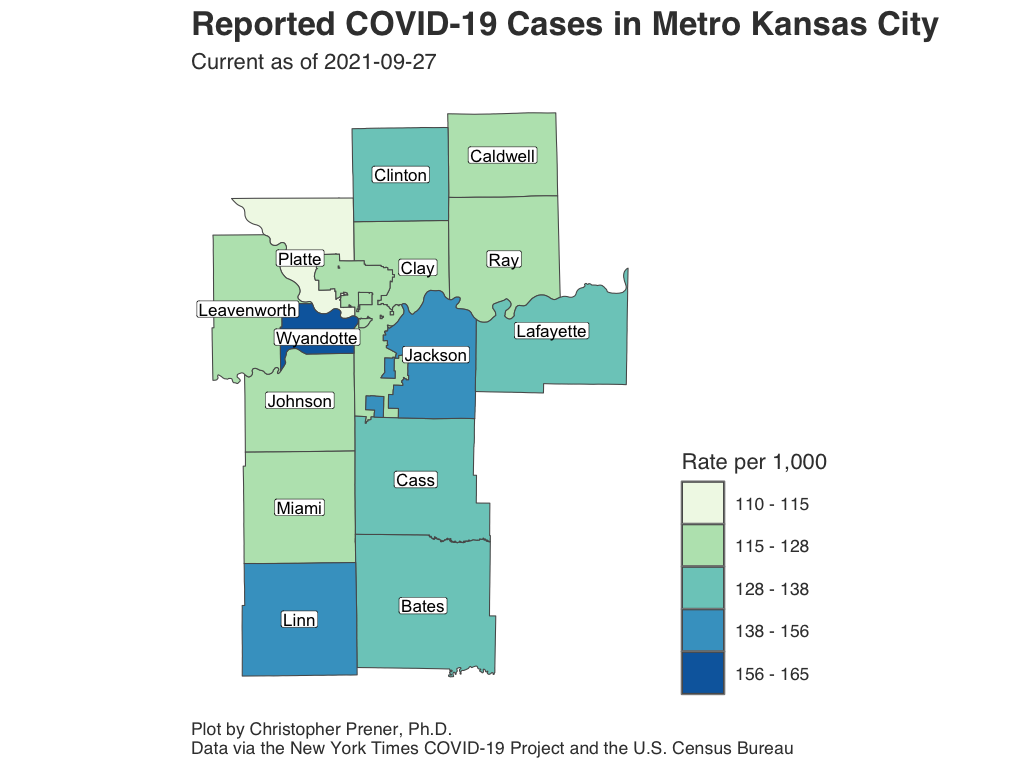 Reported COVID-19 Cases in Metro Kansas City
Current as of 2021-09-27
Caldwell
Clinton
Platte
Clay
Ray
Leavenworth
Wyandotte
Lafayette
Jackson
Johnson
Cass
Miami
Bates
Linn
Rate per 1,000
110 - 115
115 - 128
128 - 138
138 - 156
156 - 165
Plot by Christopher Prener, Ph.D.
Data via the New York Times COVID-19 Project and the U.S. Census Bureau